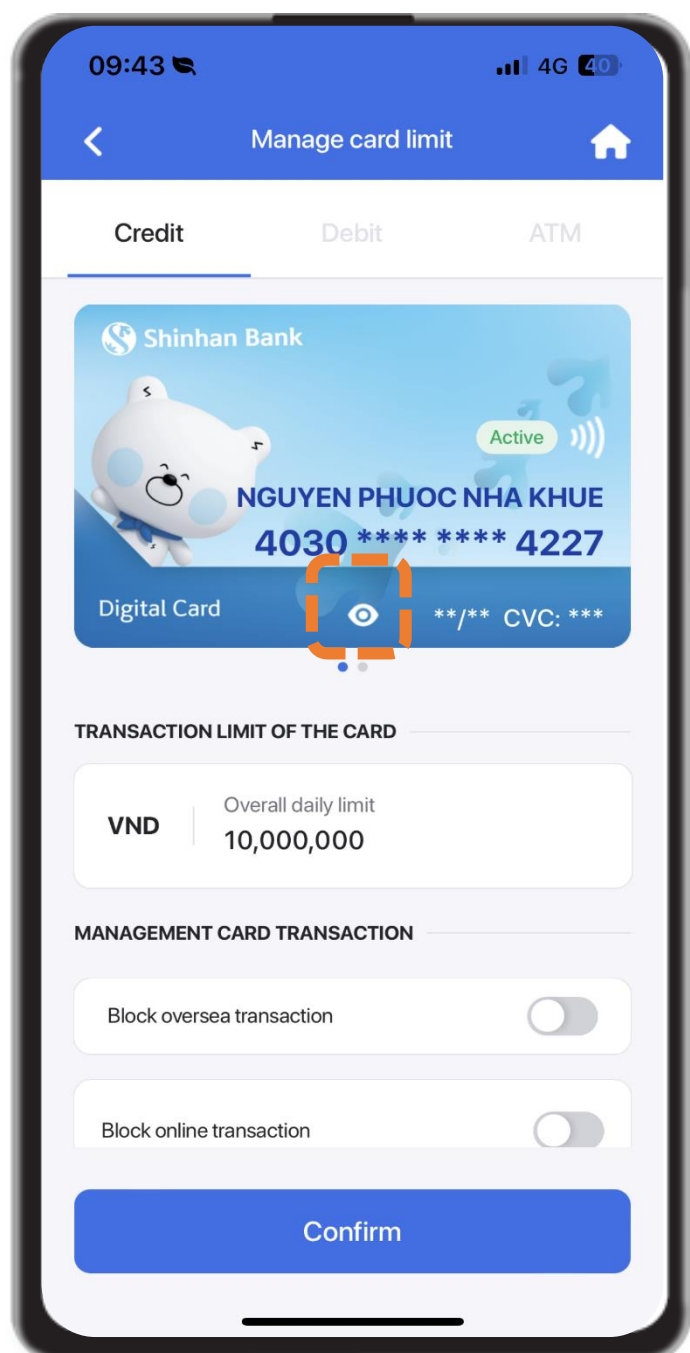 09:43 4G 40
Manage card limit
Credit Debit ATM
Shinhan Bank
Active
NGUYEN PHUOC NHA KHUE
4030 **** **** 4227
Digital Card **/** CVC: ***
TRANSACTION LIMIT OF THE CARD
VND Overall daily limit
10,000,000
MANAGEMENT CARD TRANSACTION
Block oversea transaction
Block online transaction
Confirm